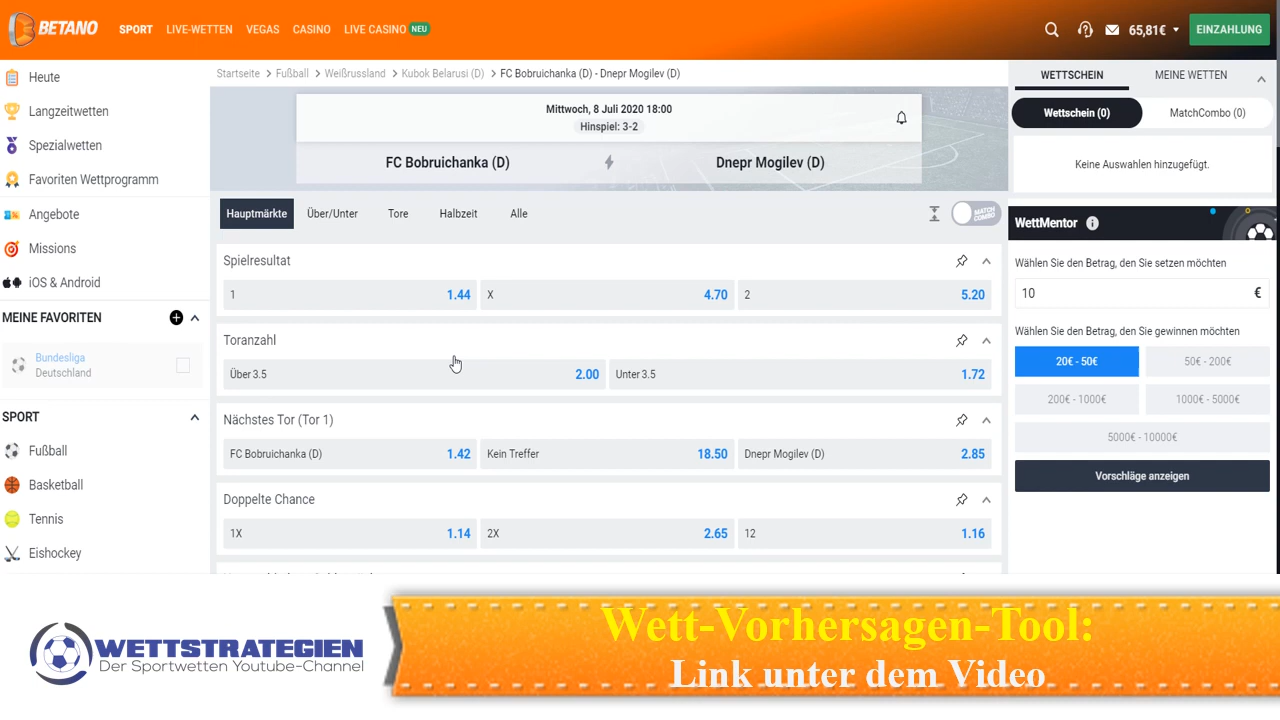 BETANO
SPORT LIVE-WETTEN VEGAS CASINO LIVE CASINO NEU
65,81€ EINZAHLUNG
Heute
Langzeitwetten
Spezialwetten
Favoriten Wettprogramm
Angebote
Missions
iOS & Android
MEINE FAVORITEN
Bundesliga
Deutschland
SPORT
Fußball
Basketball
Tennis
Eishockey
Startseite > Fußball > Weißrussland > Kubok Belarusi (D) > FC Bobruichanka (D) - Dnepr Mogilev (D)
Mittwoch, 8 Juli 2020 18:00
Hinspiel: 3-2
FC Bobruichanka (D) Dnepr Mogilev (D)
Hauptmärkte Über/Unter Tore Halbzeit Alle
MATCH
COMBO
Spielresultat
1 1.44 X 4.70 2 5.20
Toranzahl
Über 3.5 2.00 Unter 3.5 1.72
Nächstes Tor (Tor 1)
FC Bobruichanka (D) 1.42 Kein Treffer 18.50 Dnepr Mogilev (D) 2.85
Doppelte Chance
1X 1.14 2X 2.65 12 1.16
WETTSCHEIN MEINE WETTEN
Wettschein (0) MatchCombo (0)
Keine Auswahlen hinzugefügt.
WettMentor
Wählen Sie den Betrag, den Sie setzen möchten
10 €
Wählen Sie den Betrag, den Sie gewinnen möchten
20€ - 50€ 50€ - 200€
200€ - 1000€ 1000€ - 5000€
5000€ - 10000€
Vorschläge anzeigen
WETTSTRATEGIEN
Der Sportwetten Youtube-Channel
Wett-Vorhersagen-Tool:
Link unter dem Video